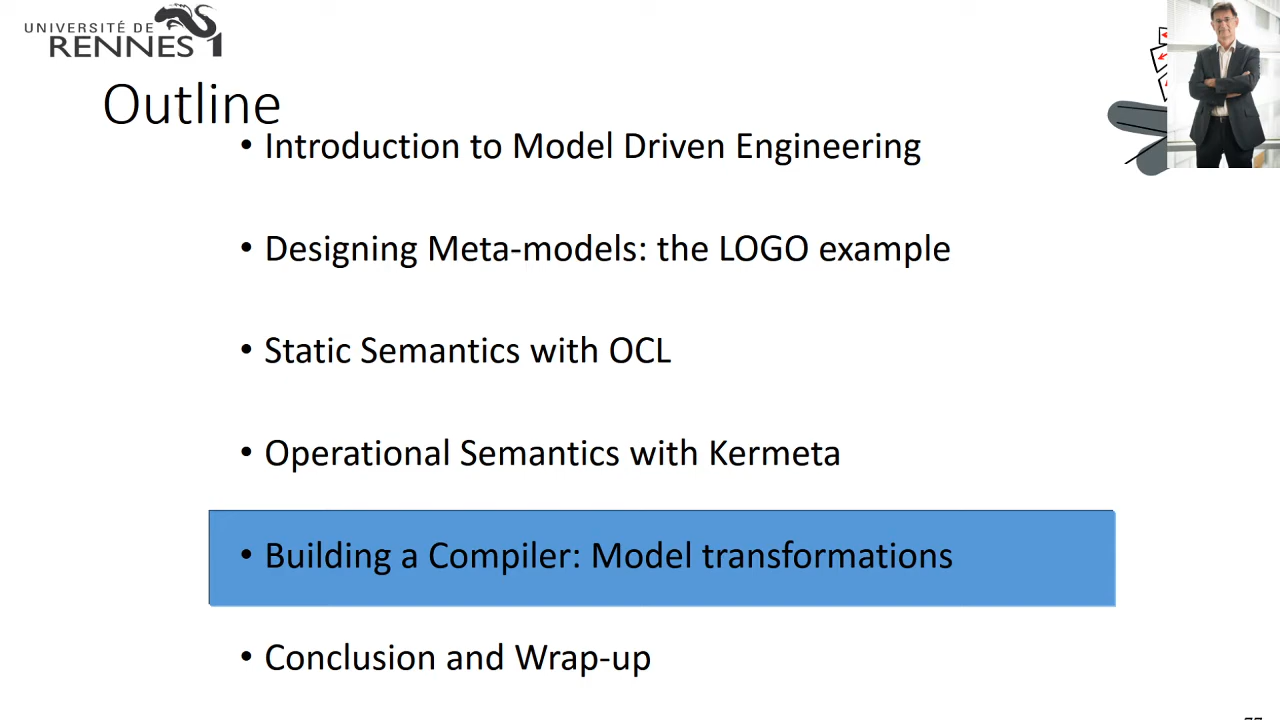 UNIVERSITÉ DE
RENNES 1
Outline
• Introduction to Model Driven Engineering
• Designing Meta-models: the LOGO example
• Static Semantics with OCL
• Operational Semantics with Kermeta
• Building a Compiler: Model transformations
• Conclusion and Wrap-up